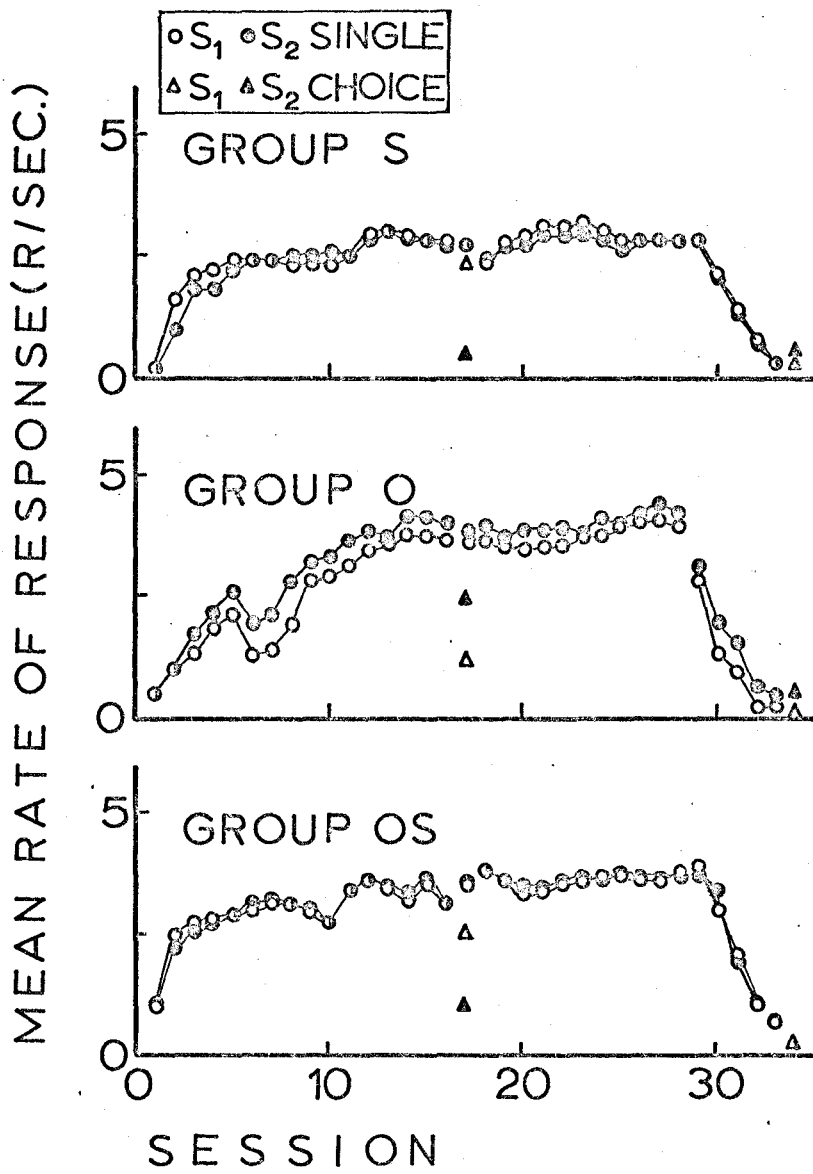 S1 S2 SINGLE
S1 S2 CHOICE
MEAN RATE OF RESPONSE(R/SEC.)
5
GROUP S
0
5
GROUP O
0
5
GROUP OS
0
0 10 20 30
SESSION